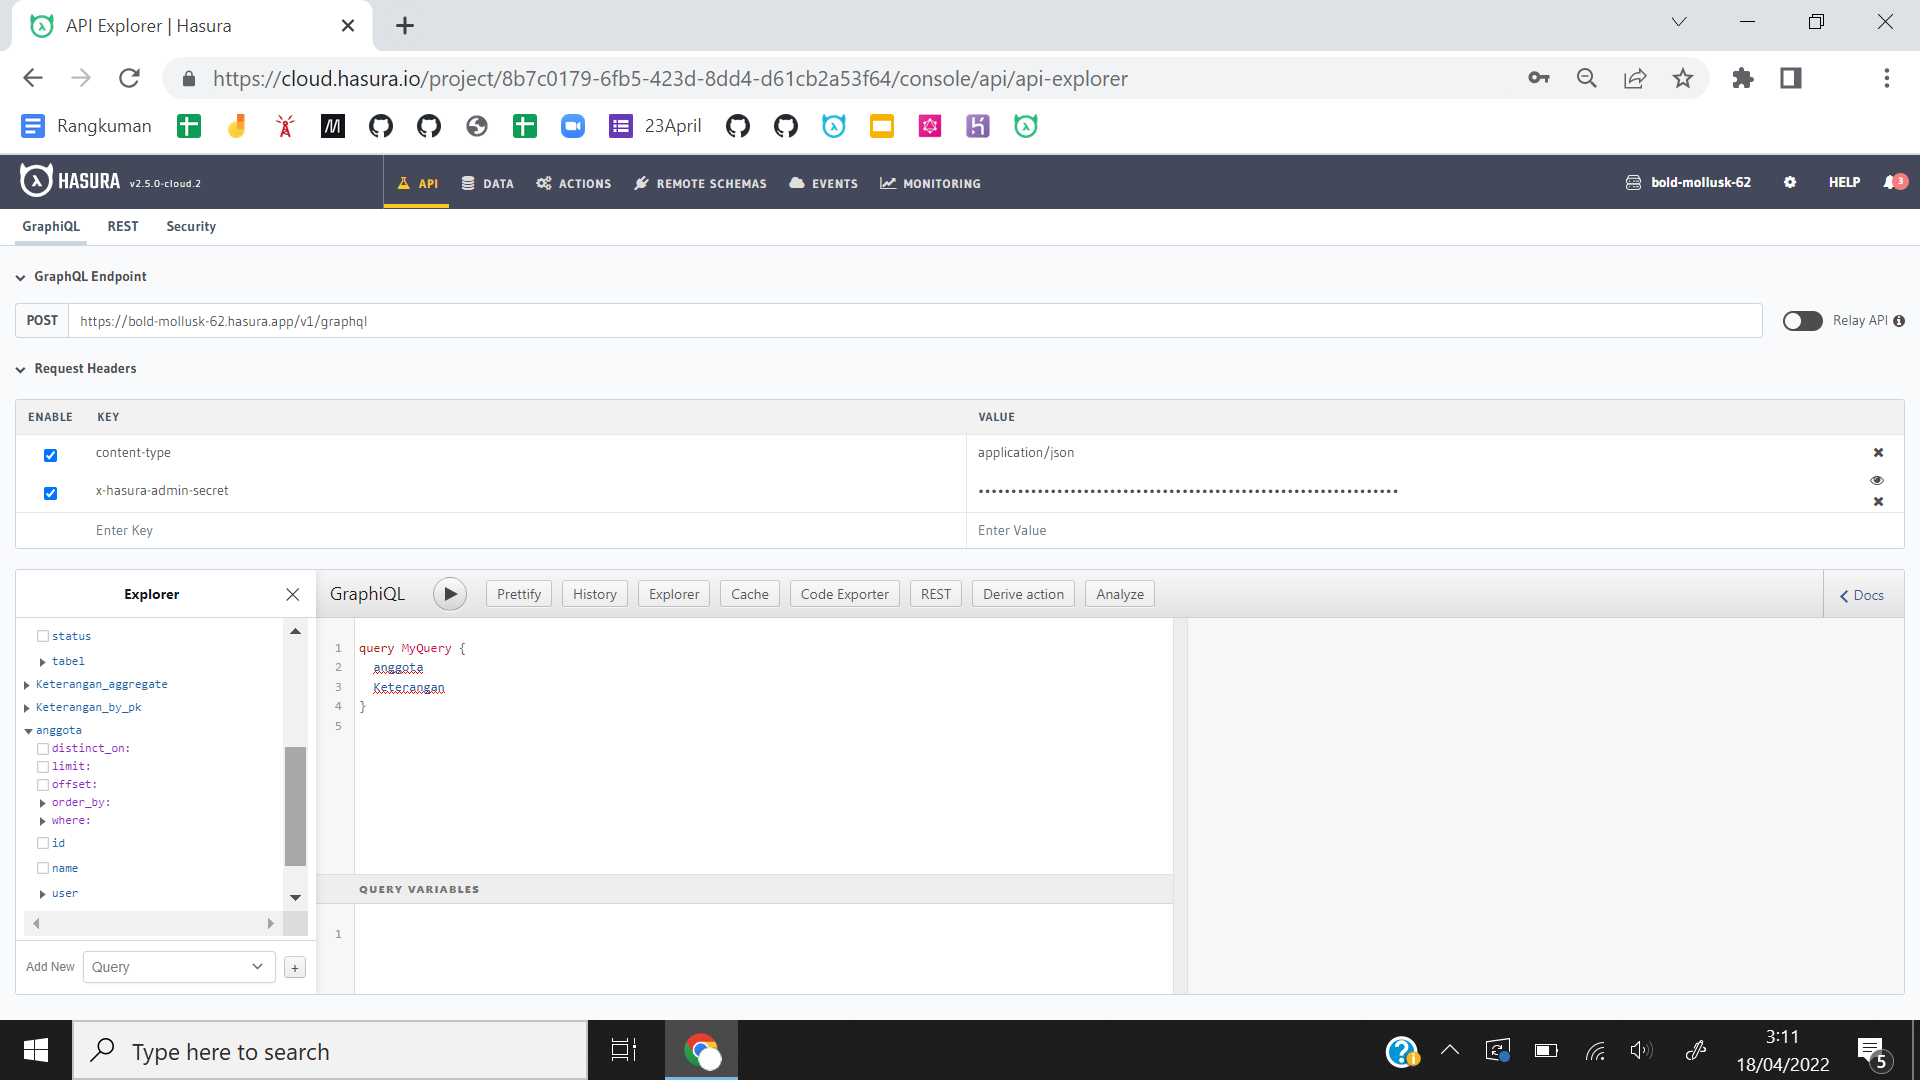 API Explorer | Hasura
https://cloud.hasura.io/project/8b7c0179-6fb5-423d-8dd4-d61cb2a53f64/console/api/api-explorer
Rangkuman
23April
HASURA v2.5.0-cloud.2
API
DATA
ACTIONS
REMOTE SCHEMAS
EVENTS
MONITORING
bold-mollusk-62
HELP
3
GraphiQL
REST
Security
GraphQL Endpoint
POST
https://bold-mollusk-62.hasura.app/v1/graphql
Relay API
Request Headers
ENABLE
KEY
VALUE
content-type
application/json
x-hasura-admin-secret
••••••••••••••••••••••••••••••••••••••••••••••••••••••••••••••••
Enter Key
Enter Value
Explorer
GraphiQL
Prettify
History
Explorer
Cache
Code Exporter
REST
Derive action
Analyze
Docs
status
tabel
Keterangan_aggregate
Keterangan_by_pk
anggota
distinct_on:
limit:
offset:
order_by:
where:
id
name
user
Add New
Query
+
1 query MyQuery {
2 anggota
3 Keterangan
4 }
5
QUERY VARIABLES
1
Type here to search
3:11
18/04/2022
5